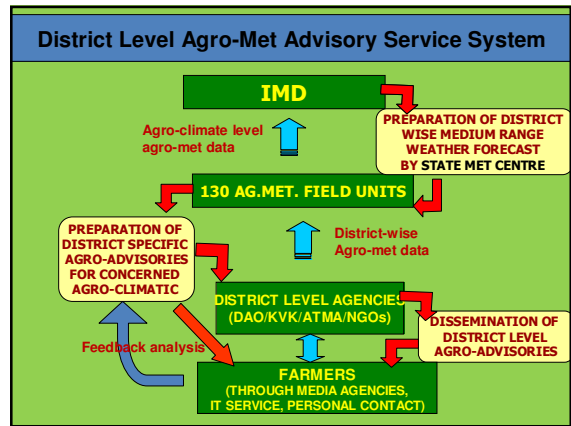 District Level Agro-Met Advisory Service System
IMD
Agro-climate level
agro-met data
PREPARATION OF DISTRICT
WISE MEDIUM RANGE
WEATHER FORECAST
BY STATE MET CENTRE
130 AG.MET. FIELD UNITS
PREPARATION OF
DISTRICT SPECIFIC
AGRO-ADVISORIES
FOR CONCERNED
AGRO-CLIMATIC
District-wise
Agro-met data
DISTRICT LEVEL AGENCIES
(DAO/KVK/ATMA/NGOs)
DISSEMINATION OF
DISTRICT LEVEL
AGRO-ADVISORIES
Feedback analysis
FARMERS
(THROUGH MEDIA AGENCIES,
IT SERVICE, PERSONAL CONTACT)